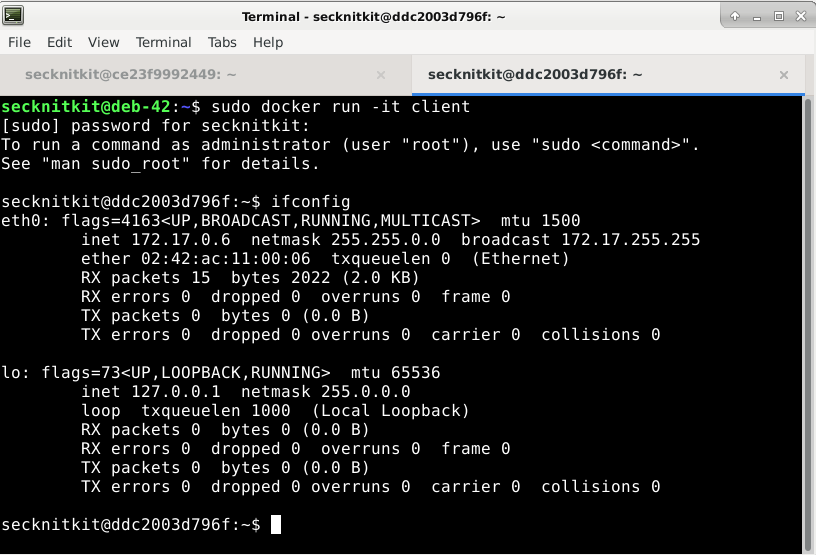 Terminal - secknitkit@ddc2003d796f: ~
File Edit View Terminal Tabs Help
secknitkit@ce23f9992449: ~ × secknitkit@ddc2003d796f: ~ ×
secknitkit@deb-42:~$ sudo docker run -it client
[sudo] password for secknitkit:
To run a command as administrator (user "root"), use "sudo <command>".
See "man sudo_root" for details.
secknitkit@ddc2003d796f:~$ ifconfig
eth0: flags=4163<UP,BROADCAST,RUNNING,MULTICAST>  mtu 1500
        inet 172.17.0.6  netmask 255.255.0.0  broadcast 172.17.255.255
        ether 02:42:ac:11:00:06  txqueuelen 0  (Ethernet)
        RX packets 15  bytes 2022 (2.0 KB)
        RX errors 0  dropped 0  overruns 0  frame 0
        TX packets 0  bytes 0 (0.0 B)
        TX errors 0  dropped 0 overruns 0  carrier 0  collisions 0
lo: flags=73<UP,LOOPBACK,RUNNING>  mtu 65536
        inet 127.0.0.1  netmask 255.0.0.0
        loop  txqueuelen 1000  (Local Loopback)
        RX packets 0  bytes 0 (0.0 B)
        RX errors 0  dropped 0  overruns 0  frame 0
        TX packets 0  bytes 0 (0.0 B)
        TX errors 0  dropped 0 overruns 0  carrier 0  collisions 0
secknitkit@ddc2003d796f:~$